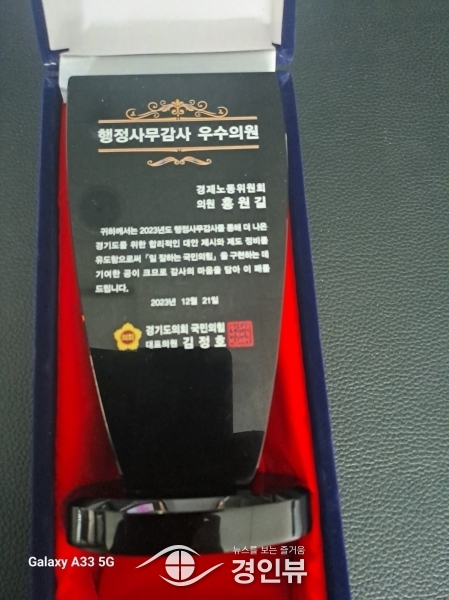 행정사무감사 우수의원
경제노동위원회
의원 홍원길
귀하께서는 2023년도 행정사무감사를 통해 더 나은
경기도를 위한 합리적인 대안 제시와 제도 정비를
유도함으로써 「일 잘하는 국민의힘」을 구현하는 데
기여한 공이 크므로 감사의 마음을 담아 이 패를
드립니다.
2023년 12월 21일
의회
경기도의회 국민의힘
대표의원 김정호
Galaxy A33 5G
뉴스를 보는 즐거움
경인뷰